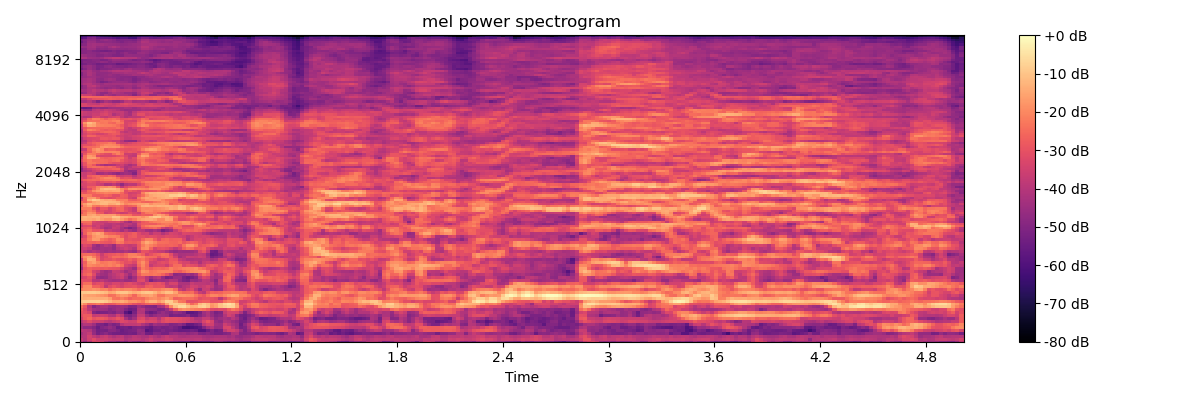 mel power spectrogram
8192
4096
2048
1024
512
0
Hz
0 0.6 1.2 1.8 2.4 3 3.6 4.2 4.8
Time
+0 dB
-10 dB
-20 dB
-30 dB
-40 dB
-50 dB
-60 dB
-70 dB
-80 dB